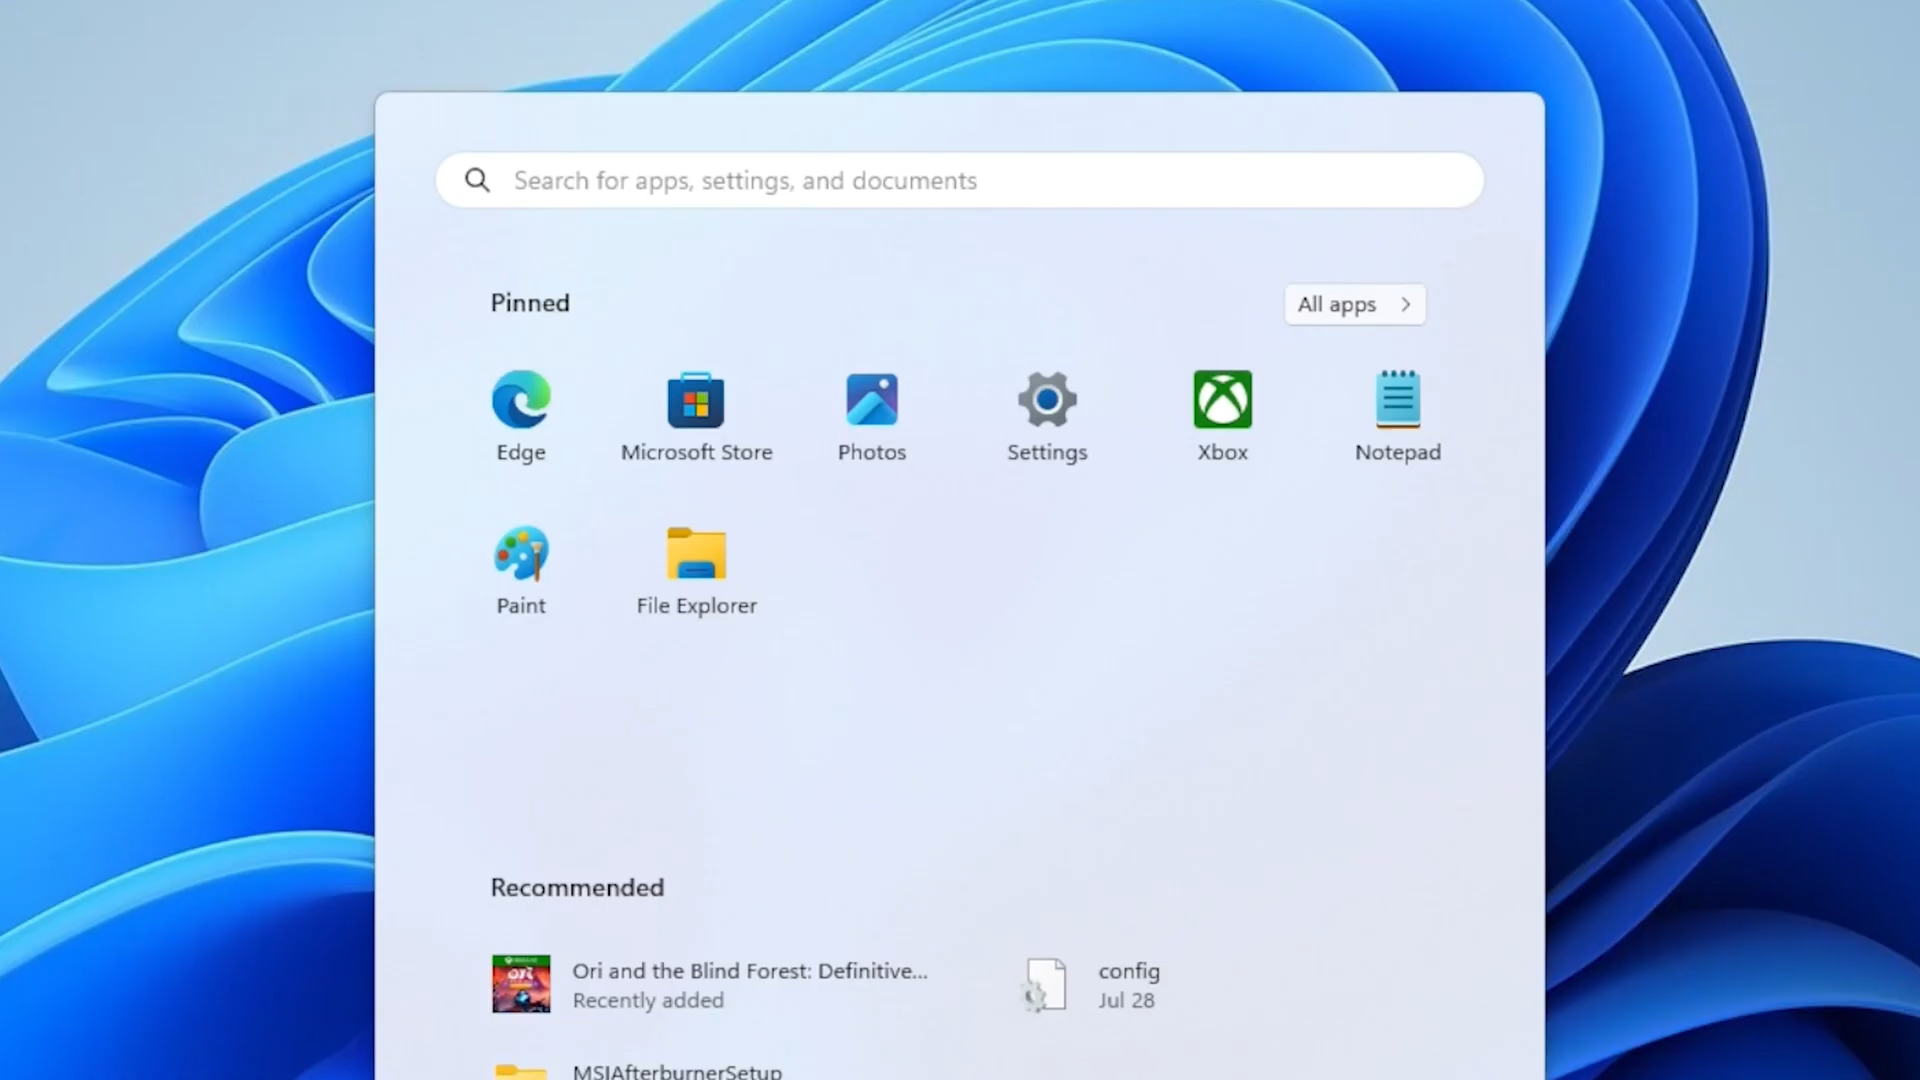 Search for apps, settings, and documents
Pinned
All apps
Edge
Microsoft Store
Photos
Settings
Xbox
Notepad
Paint
File Explorer
Recommended
Ori and the Blind Forest: Definitive...
Recently added
config
Jul 28
MSIAfterburnerSetup